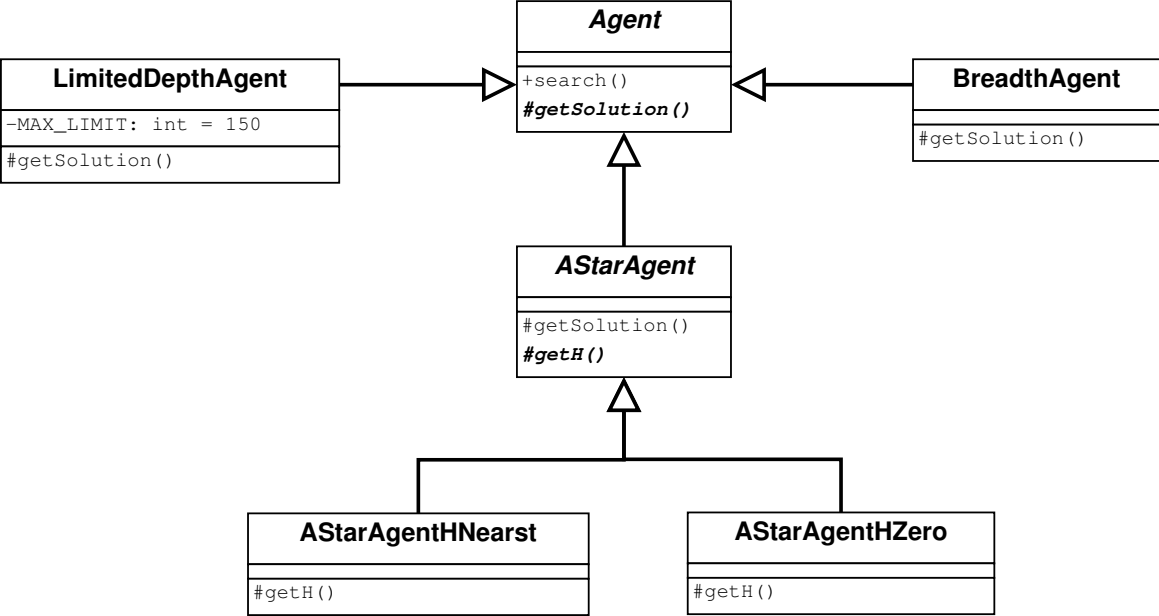 Agent
+search()
#getSolution()
LimitedDepthAgent
-MAX_LIMIT: int = 150
#getSolution()
BreadthAgent
#getSolution()
AStarAgent
#getSolution()
#getH()
AStarAgentHNearst
#getH()
AStarAgentHZero
#getH()